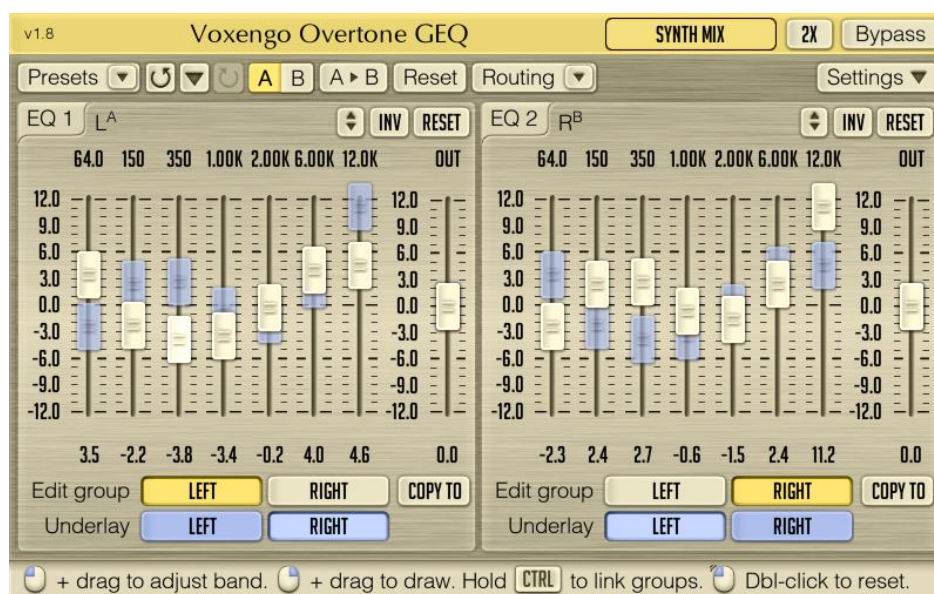 v1.8 Voxengo Overtone GEQ SYNTH MIX 2X Bypass
Presets A B A ▸ B Reset Routing Settings
EQ 1 L^A INV RESET
64.0 150 350 1.00K 2.00K 6.00K 12.0K OUT
12.0 12.0
9.0 9.0
6.0 6.0
3.0 3.0
0.0 0.0
-3.0 -3.0
-6.0 -6.0
-9.0 -9.0
-12.0 -12.0
3.5 -2.2 -3.8 -3.4 -0.2 4.0 4.6 0.0
Edit group LEFT RIGHT COPY TO
Underlay LEFT RIGHT
EQ 2 R^B INV RESET
64.0 150 350 1.00K 2.00K 6.00K 12.0K OUT
12.0 12.0
9.0 9.0
6.0 6.0
3.0 3.0
0.0 0.0
-3.0 -3.0
-6.0 -6.0
-9.0 -9.0
-12.0 -12.0
-2.3 2.4 2.7 -0.6 -1.5 2.4 11.2 0.0
Edit group LEFT RIGHT COPY TO
Underlay LEFT RIGHT
+ drag to adjust band. + drag to draw. Hold CTRL to link groups. Dbl-click to reset.